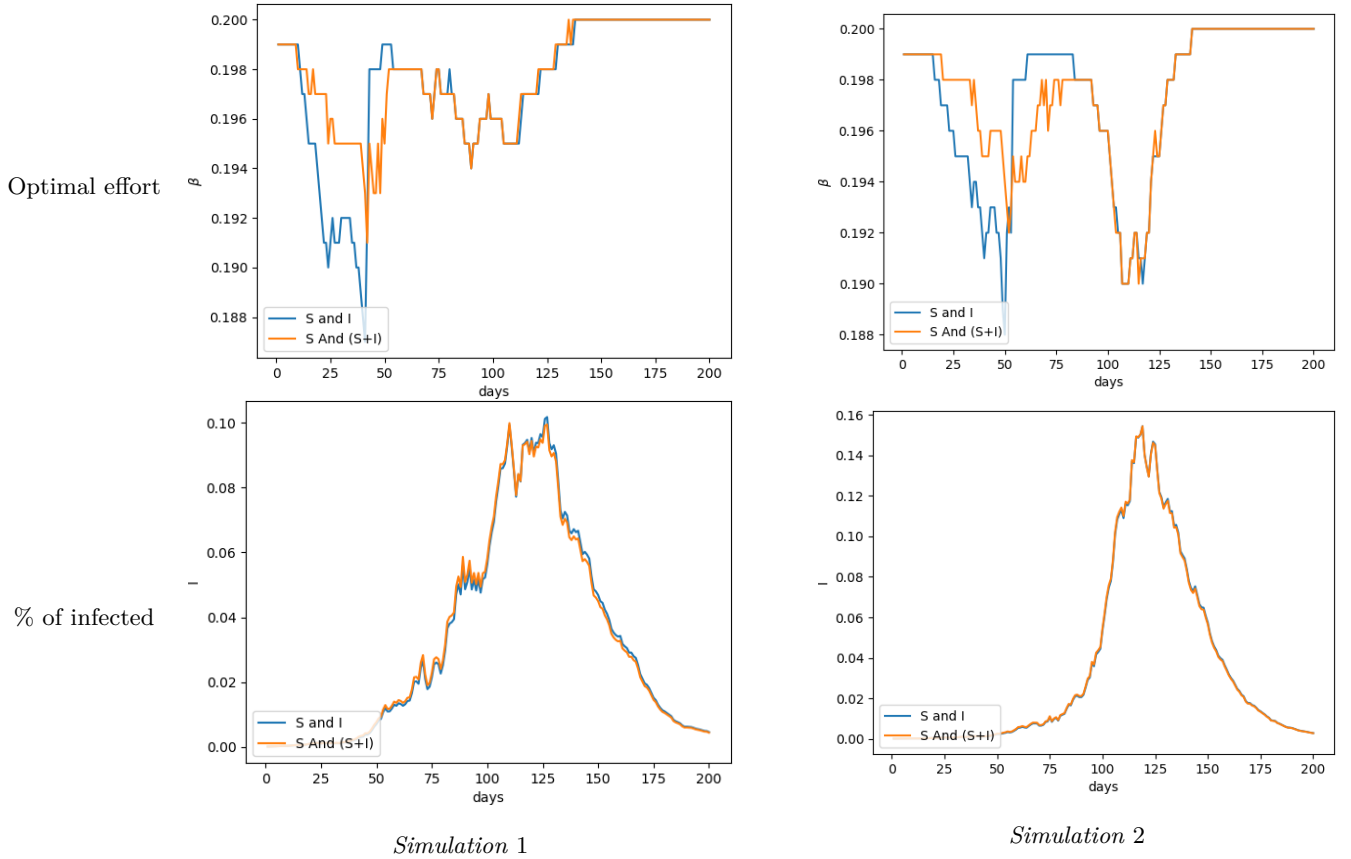 Optimal effort
β
0.200
0.198
0.196
0.194
0.192
0.190
0.188
S and I
S And (S+I)
0 25 50 75 100 125 150 175 200
days
β
0.200
0.198
0.196
0.194
0.192
0.190
0.188
S and I
S And (S+I)
0 25 50 75 100 125 150 175 200
days
% of infected
I
0.10
0.08
0.06
0.04
0.02
0.00
S and I
S And (S+I)
0 25 50 75 100 125 150 175 200
days
I
0.16
0.14
0.12
0.10
0.08
0.06
0.04
0.02
0.00
S and I
S And (S+I)
0 25 50 75 100 125 150 175 200
days
Simulation 1
Simulation 2